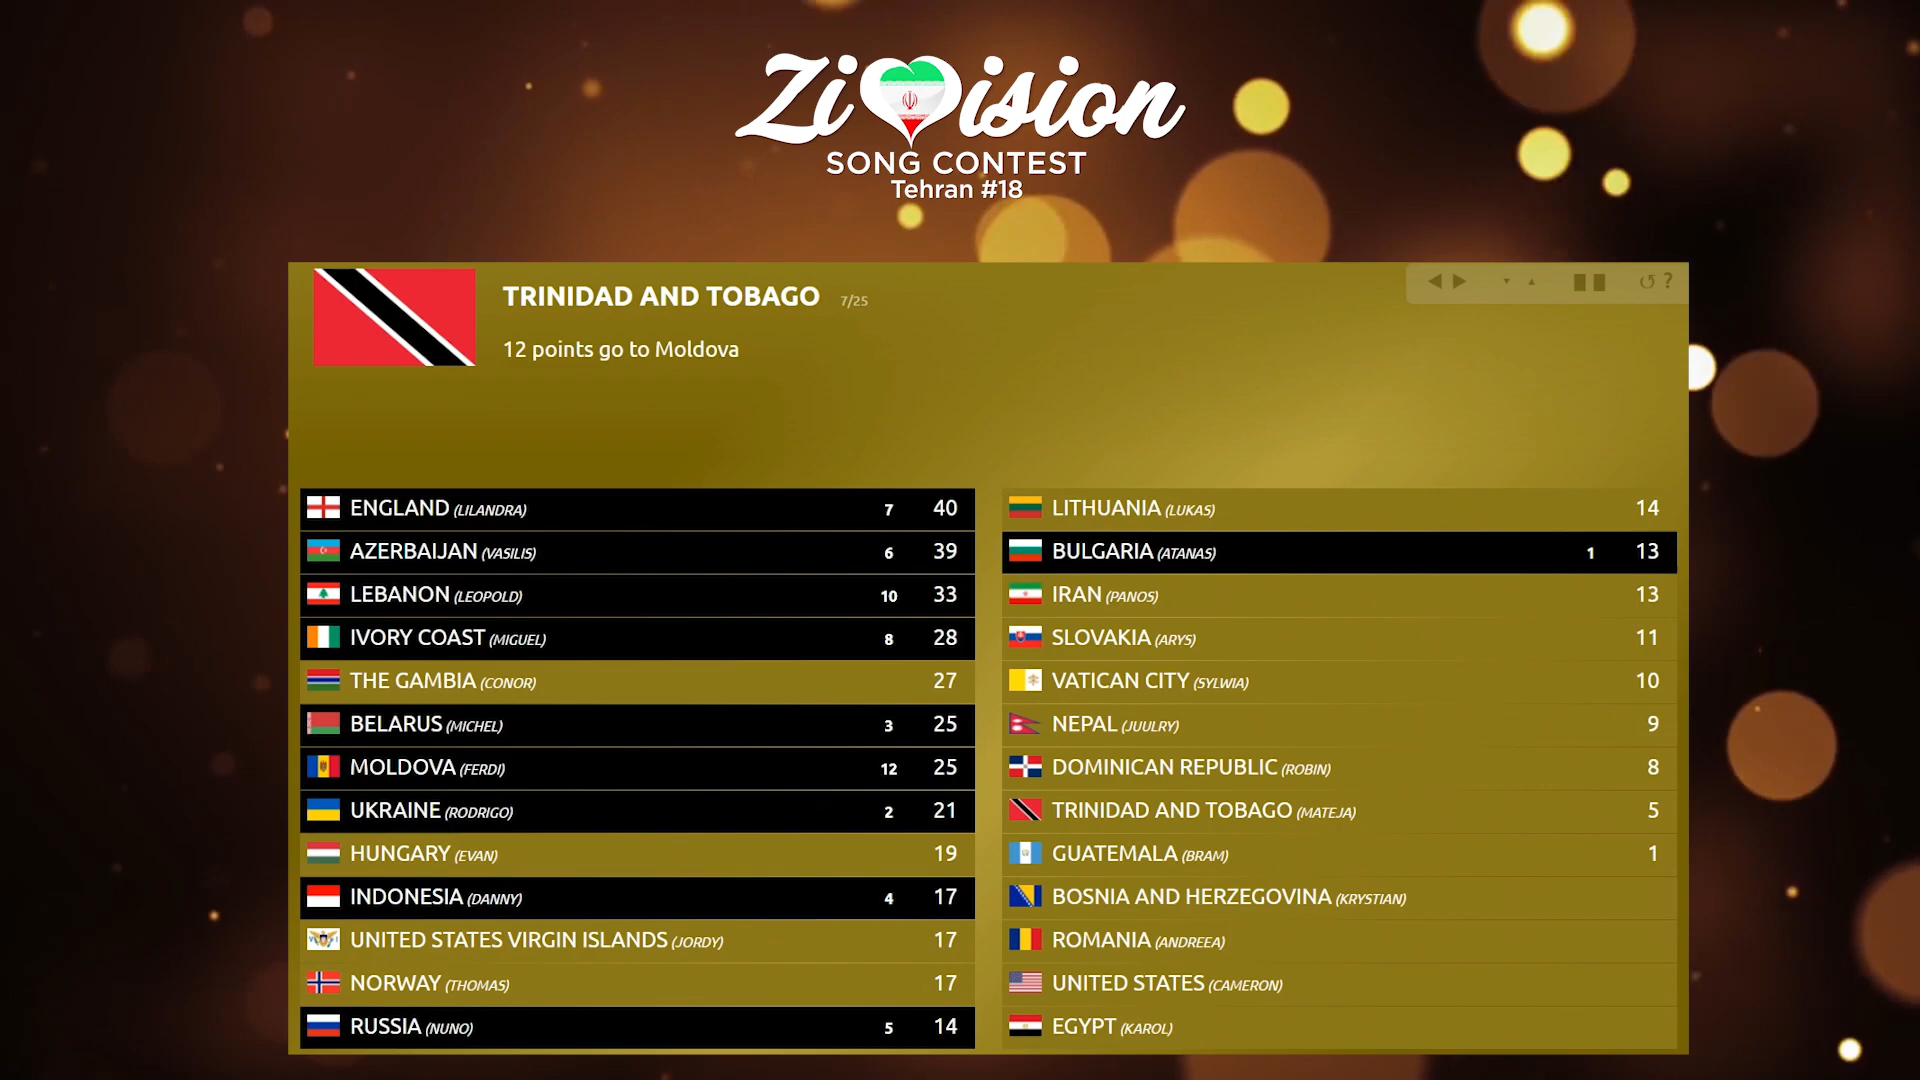 Zivision
SONG CONTEST
Tehran #18
TRINIDAD AND TOBAGO 7/25
12 points go to Moldova
ENGLAND (LILANDRA) 7 40
AZERBAIJAN (VASILIS) 6 39
LEBANON (LEOPOLD) 10 33
IVORY COAST (MIGUEL) 8 28
THE GAMBIA (CONOR) 27
BELARUS (MICHEL) 3 25
MOLDOVA (FERDI) 12 25
UKRAINE (RODRIGO) 2 21
HUNGARY (EVAN) 19
INDONESIA (DANNY) 4 17
UNITED STATES VIRGIN ISLANDS (JORDY) 17
NORWAY (THOMAS) 17
RUSSIA (NUNO) 5 14
LITHUANIA (LUKAS) 14
BULGARIA (ATANAS) 1 13
IRAN (PANOS) 13
SLOVAKIA (ARYS) 11
VATICAN CITY (SYLWIA) 10
NEPAL (JUULRY) 9
DOMINICAN REPUBLIC (ROBIN) 8
TRINIDAD AND TOBAGO (MATEJA) 5
GUATEMALA (BRAM) 1
BOSNIA AND HERZEGOVINA (KRYSTIAN)
ROMANIA (ANDREEA)
UNITED STATES (CAMERON)
EGYPT (KAROL)